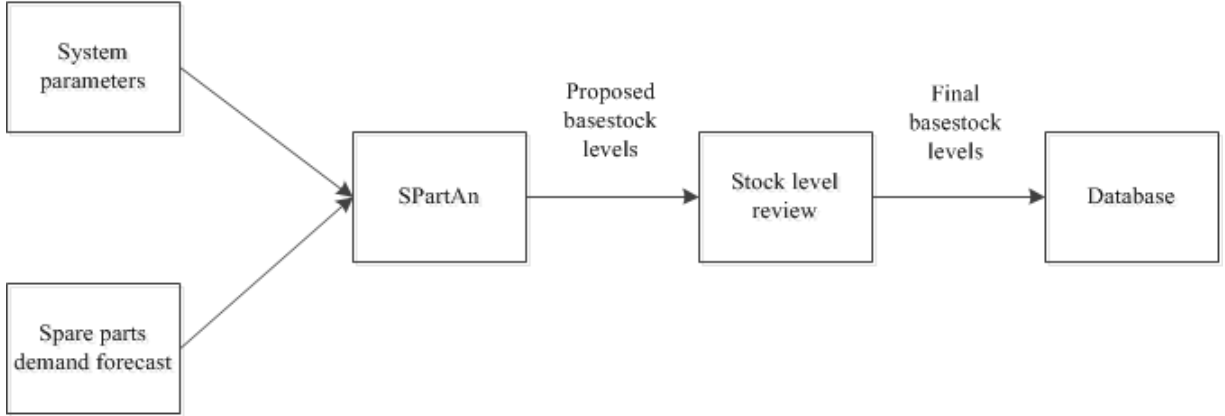 System
parameters
Spare parts
demand forecast
SPartAn
Proposed
basestock
levels
Stock level
review
Final
basestock
levels
Database